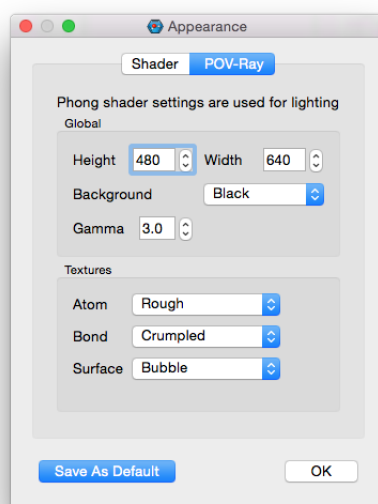 Appearance
Shader POV-Ray
Phong shader settings are used for lighting
Global
Height 480 Width 640
Background Black
Gamma 3.0
Textures
Atom Rough
Bond Crumpled
Surface Bubble
Save As Default OK